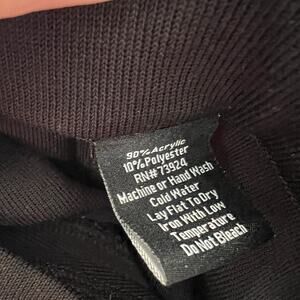 90% Acrylic
10% Polyester
RN# 73924
Machine or Hand Wash
Cold Water
Lay Flat To Dry
Iron With Low
Temperature
Do Not Bleach